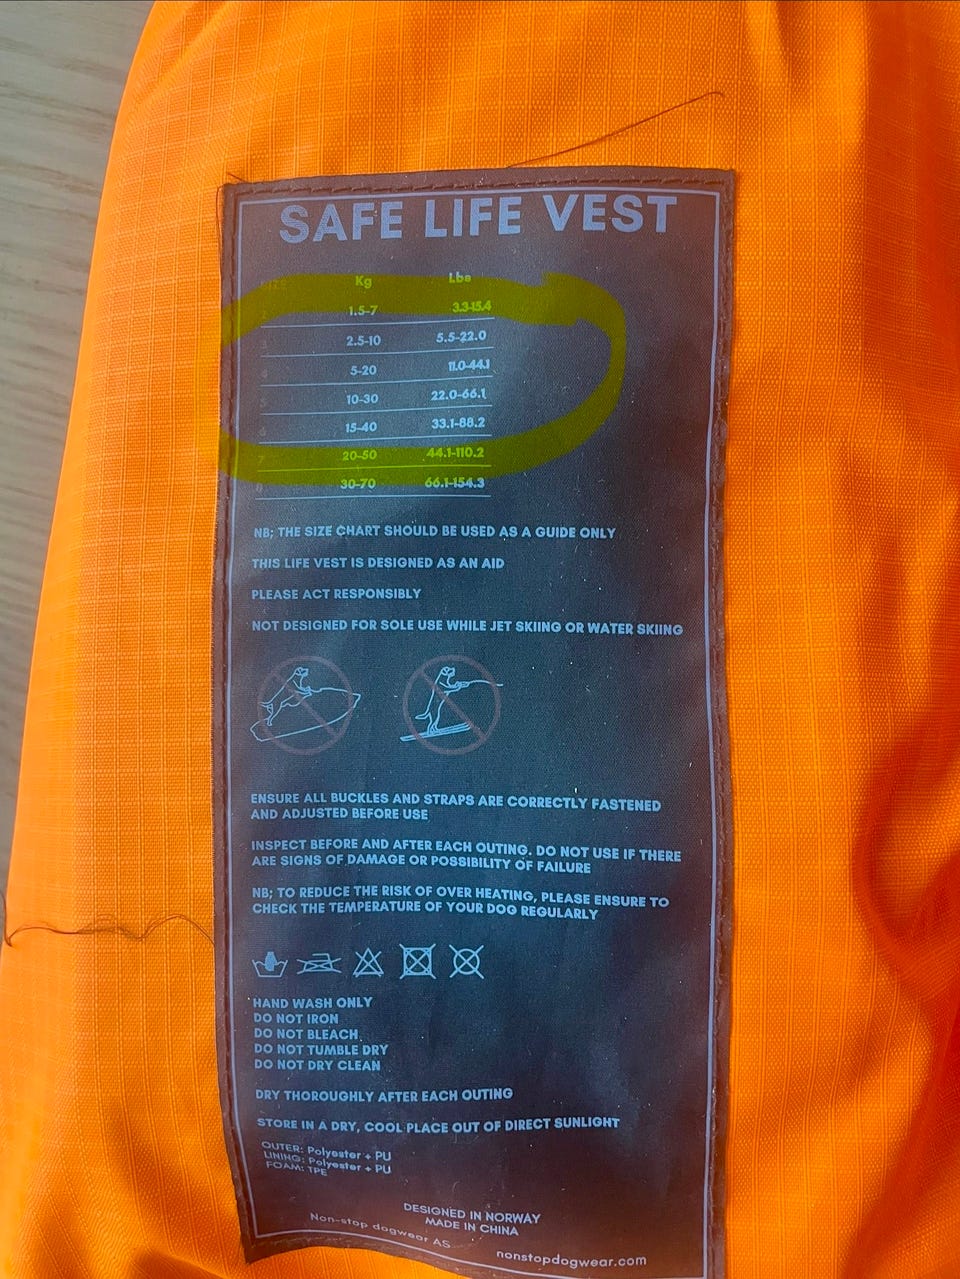 SAFE LIFE VEST
Kg Lbs
1.5-7 3.3-15.4
2.5-10 5.5-22.0
4 5-20 11.0-44.1
10-30 22.0-66.1
6 15-40 33.1-88.2
7 20-50 44.1-110.2
8 30-70 66.1-154.3
NB; THE SIZE CHART SHOULD BE USED AS A GUIDE ONLY
THIS LIFE VEST IS DESIGNED AS AN AID
PLEASE ACT RESPONSIBLY
NOT DESIGNED FOR SOLE USE WHILE JET SKIING OR WATER SKIING
ENSURE ALL BUCKLES AND STRAPS ARE CORRECTLY FASTENED
AND ADJUSTED BEFORE USE
INSPECT BEFORE AND AFTER EACH OUTING. DO NOT USE IF THERE
ARE SIGNS OF DAMAGE OR POSSIBILITY OF FAILURE
NB; TO REDUCE THE RISK OF OVER HEATING, PLEASE ENSURE TO
CHECK THE TEMPERATURE OF YOUR DOG REGULARLY
HAND WASH ONLY
DO NOT IRON
DO NOT BLEACH
DO NOT TUMBLE DRY
DO NOT DRY CLEAN
DRY THOROUGHLY AFTER EACH OUTING
STORE IN A DRY, COOL PLACE OUT OF DIRECT SUNLIGHT
OUTER: Polyester + PU
LINING: Polyester + PU
FOAM: TPE
DESIGNED IN NORWAY
MADE IN CHINA
Non-stop dogwear AS nonstopdogwear.com